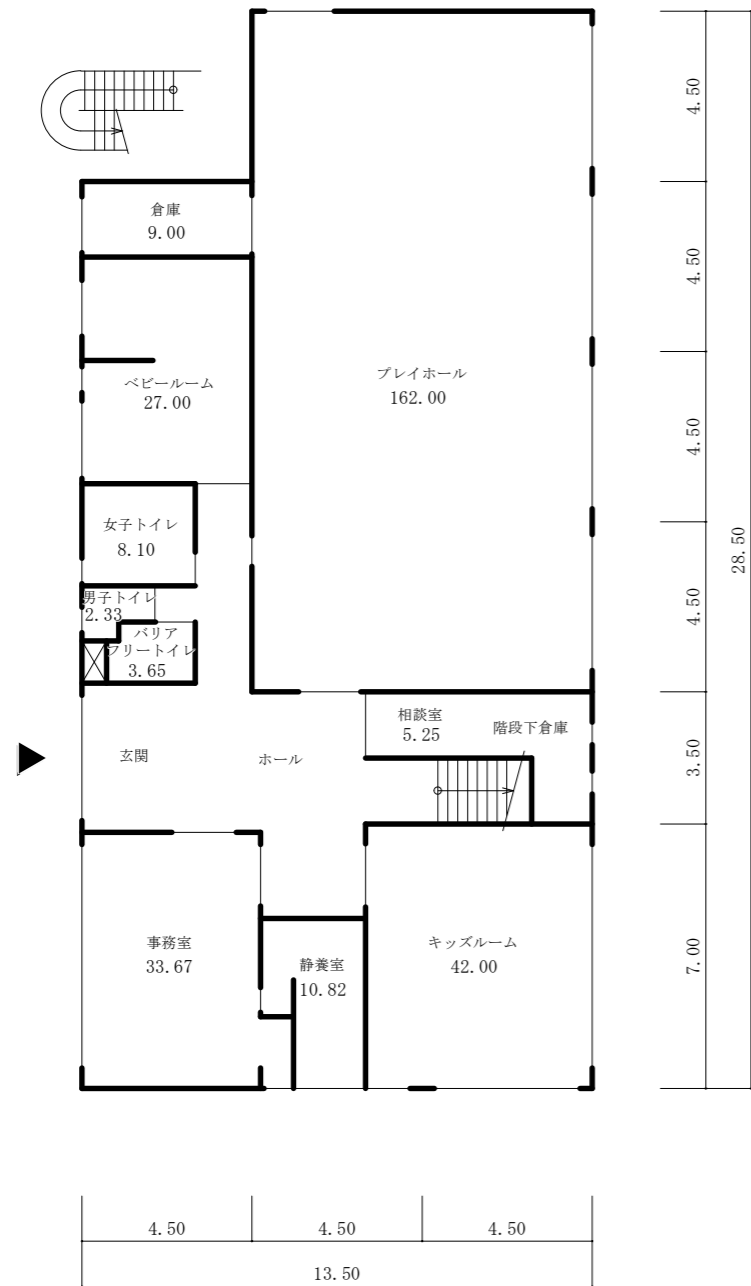 4.50
倉庫
9.00
4.50
プレイホール
162.00
ベビールーム
27.00
4.50
28.50
女子トイレ
8.10
男子トイレ
2.33
4.50
バリア
フリートイレ
3.65
相談室
5.25
階段下倉庫
玄関
ホール
3.50
事務室
33.67
静養室
10.82
キッズルーム
42.00
7.00
4.50
4.50
4.50
13.50